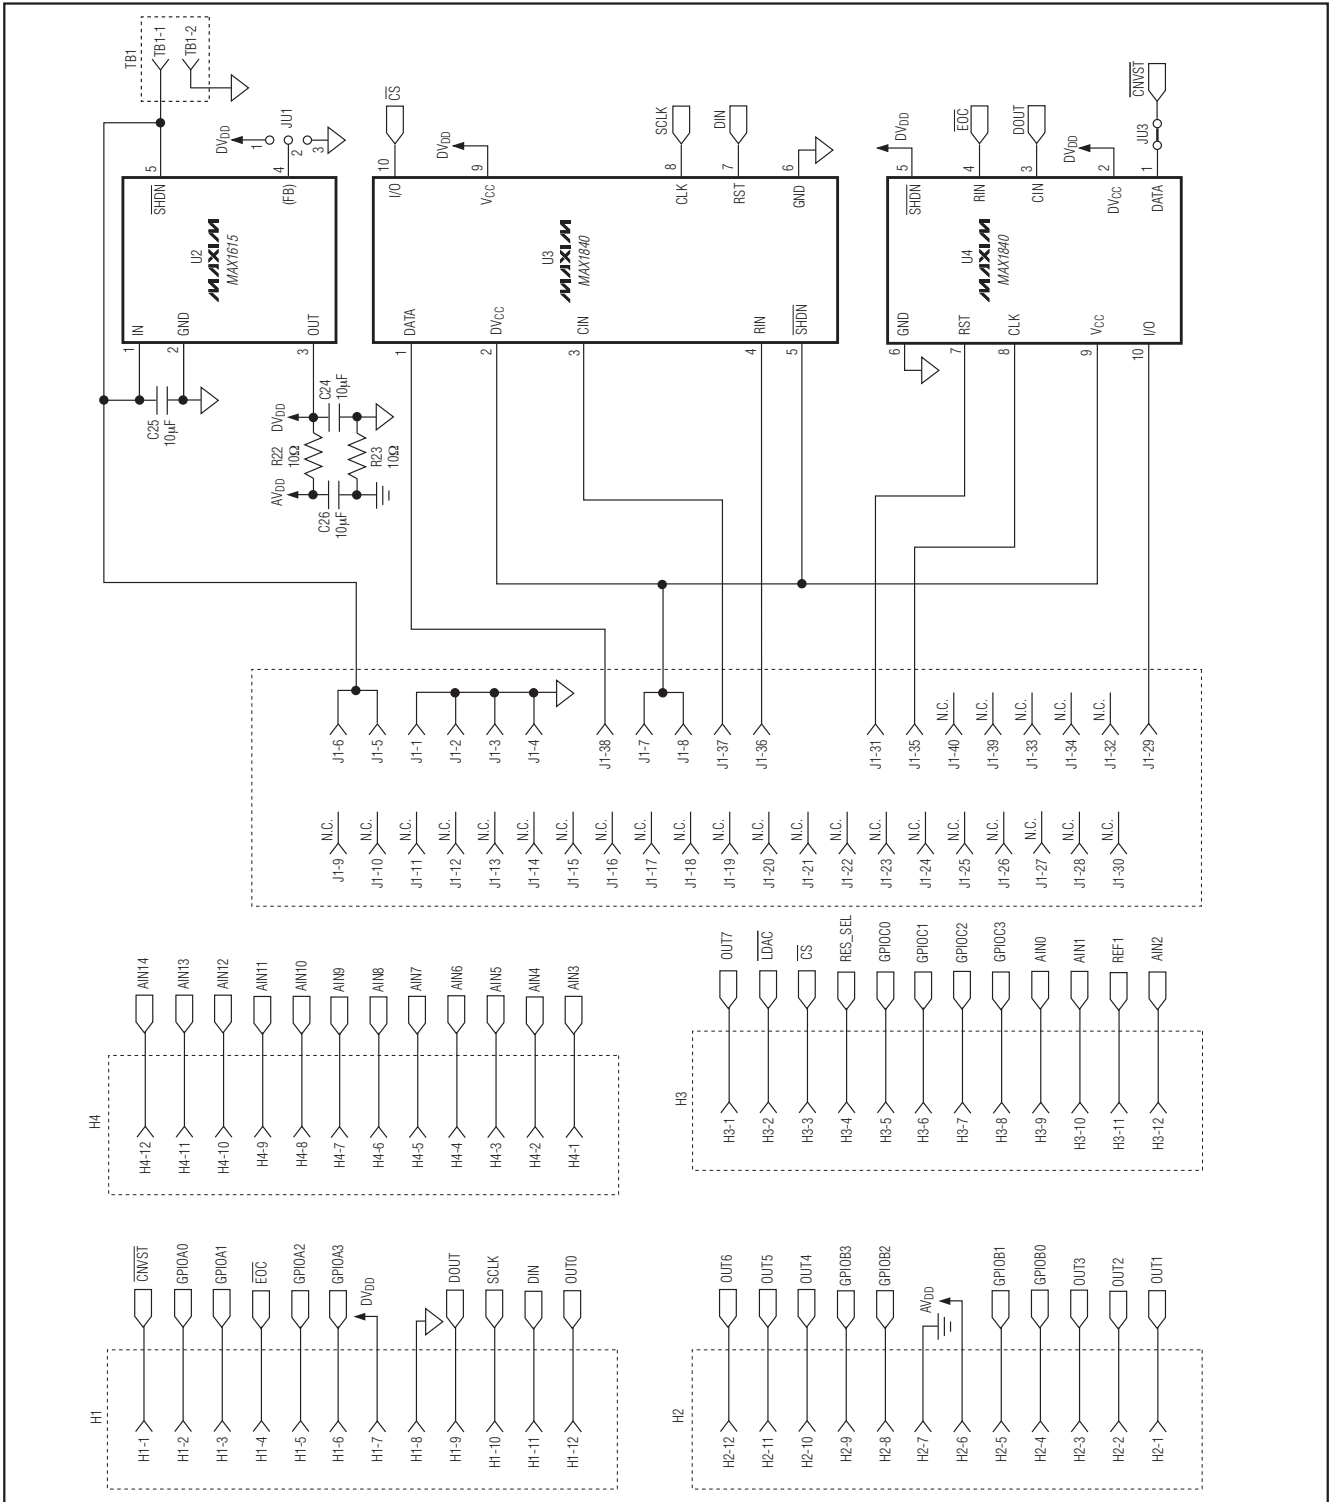 TB1
TB1-1
TB1-2
DVDD
JU1
1
2
3
5
SHDN
4
(FB)
U2
MAXIM
MAX1615
IN
GND
OUT
1
2
3
C25
10µF
DVDD
C24
10µF
R22
10Ω
R23
10Ω
AVDD
C26
10µF
CS
10
I/O
DVDD
9
VCC
SCLK
8
CLK
DIN
7
RST
6
GND
U3
MAXIM
MAX1840
DATA
DVCC
CIN
RIN
SHDN
1
2
3
4
5
DVDD
5
SHDN
EOC
4
RIN
DOUT
3
CIN
DVDD
2
DVCC
CNVST
JU3
1
DATA
U4
MAXIM
MAX1840
GND
RST
CLK
VCC
I/O
6
7
8
9
10
J1-6
J1-5
J1-1
J1-2
J1-3
J1-4
J1-38
J1-7
J1-8
J1-37
J1-36
J1-31
J1-35
N.C.
J1-40
N.C.
J1-39
N.C.
J1-33
N.C.
J1-34
N.C.
J1-32
J1-29
N.C.
J1-9
N.C.
J1-10
N.C.
J1-11
N.C.
J1-12
N.C.
J1-13
N.C.
J1-14
N.C.
J1-15
N.C.
J1-16
N.C.
J1-17
N.C.
J1-18
N.C.
J1-19
N.C.
J1-20
N.C.
J1-21
N.C.
J1-22
N.C.
J1-23
N.C.
J1-24
N.C.
J1-25
N.C.
J1-26
N.C.
J1-27
N.C.
J1-28
N.C.
J1-30
H4
AIN14
AIN13
AIN12
AIN11
AIN10
AIN9
AIN8
AIN7
AIN6
AIN5
AIN4
AIN3
H4-12
H4-11
H4-10
H4-9
H4-8
H4-7
H4-6
H4-5
H4-4
H4-3
H4-2
H4-1
H3
OUT7
LDAC
CS
RES_SEL
GPIOC0
GPIOC1
GPIOC2
GPIOC3
AIN0
AIN1
REF1
AIN2
H3-1
H3-2
H3-3
H3-4
H3-5
H3-6
H3-7
H3-8
H3-9
H3-10
H3-11
H3-12
H1
CNVST
GPIOA0
GPIOA1
EOC
GPIOA2
GPIOA3
DVDD
DOUT
SCLK
DIN
OUT0
H1-1
H1-2
H1-3
H1-4
H1-5
H1-6
H1-7
H1-8
H1-9
H1-10
H1-11
H1-12
H2
OUT6
OUT5
OUT4
GPIOB3
GPIOB2
AVDD
GPIOB1
GPIOB0
OUT3
OUT2
OUT1
H2-12
H2-11
H2-10
H2-9
H2-8
H2-7
H2-6
H2-5
H2-4
H2-3
H2-2
H2-1